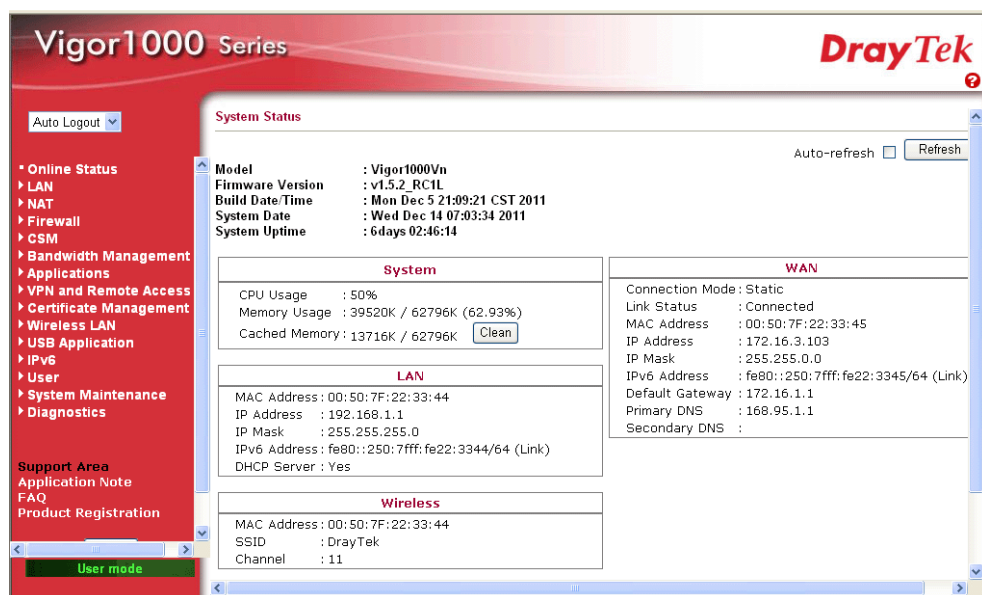 Vigor1000 Series
DrayTek
Auto Logout
Online Status
LAN
NAT
Firewall
CSM
Bandwidth Management
Applications
VPN and Remote Access
Certificate Management
Wireless LAN
USB Application
IPv6
User
System Maintenance
Diagnostics
Support Area
Application Note
FAQ
Product Registration
User mode
System Status
Auto-refresh Refresh
Model : Vigor1000Vn
Firmware Version : v1.5.2_RC1L
Build Date/Time : Mon Dec 5 21:09:21 CST 2011
System Date : Wed Dec 14 07:03:34 2011
System Uptime : 6days 02:46:14
System
CPU Usage : 50%
Memory Usage : 39520K / 62796K (62.93%)
Cached Memory : 13716K / 62796K Clean
LAN
MAC Address : 00:50:7F:22:33:44
IP Address : 192.168.1.1
IP Mask : 255.255.255.0
IPv6 Address : fe80::250:7fff:fe22:3344/64 (Link)
DHCP Server : Yes
Wireless
MAC Address : 00:50:7F:22:33:44
SSID : DrayTek
Channel : 11
WAN
Connection Mode : Static
Link Status : Connected
MAC Address : 00:50:7F:22:33:45
IP Address : 172.16.3.103
IP Mask : 255.255.0.0
IPv6 Address : fe80::250:7fff:fe22:3345/64 (Link)
Default Gateway : 172.16.1.1
Primary DNS : 168.95.1.1
Secondary DNS :